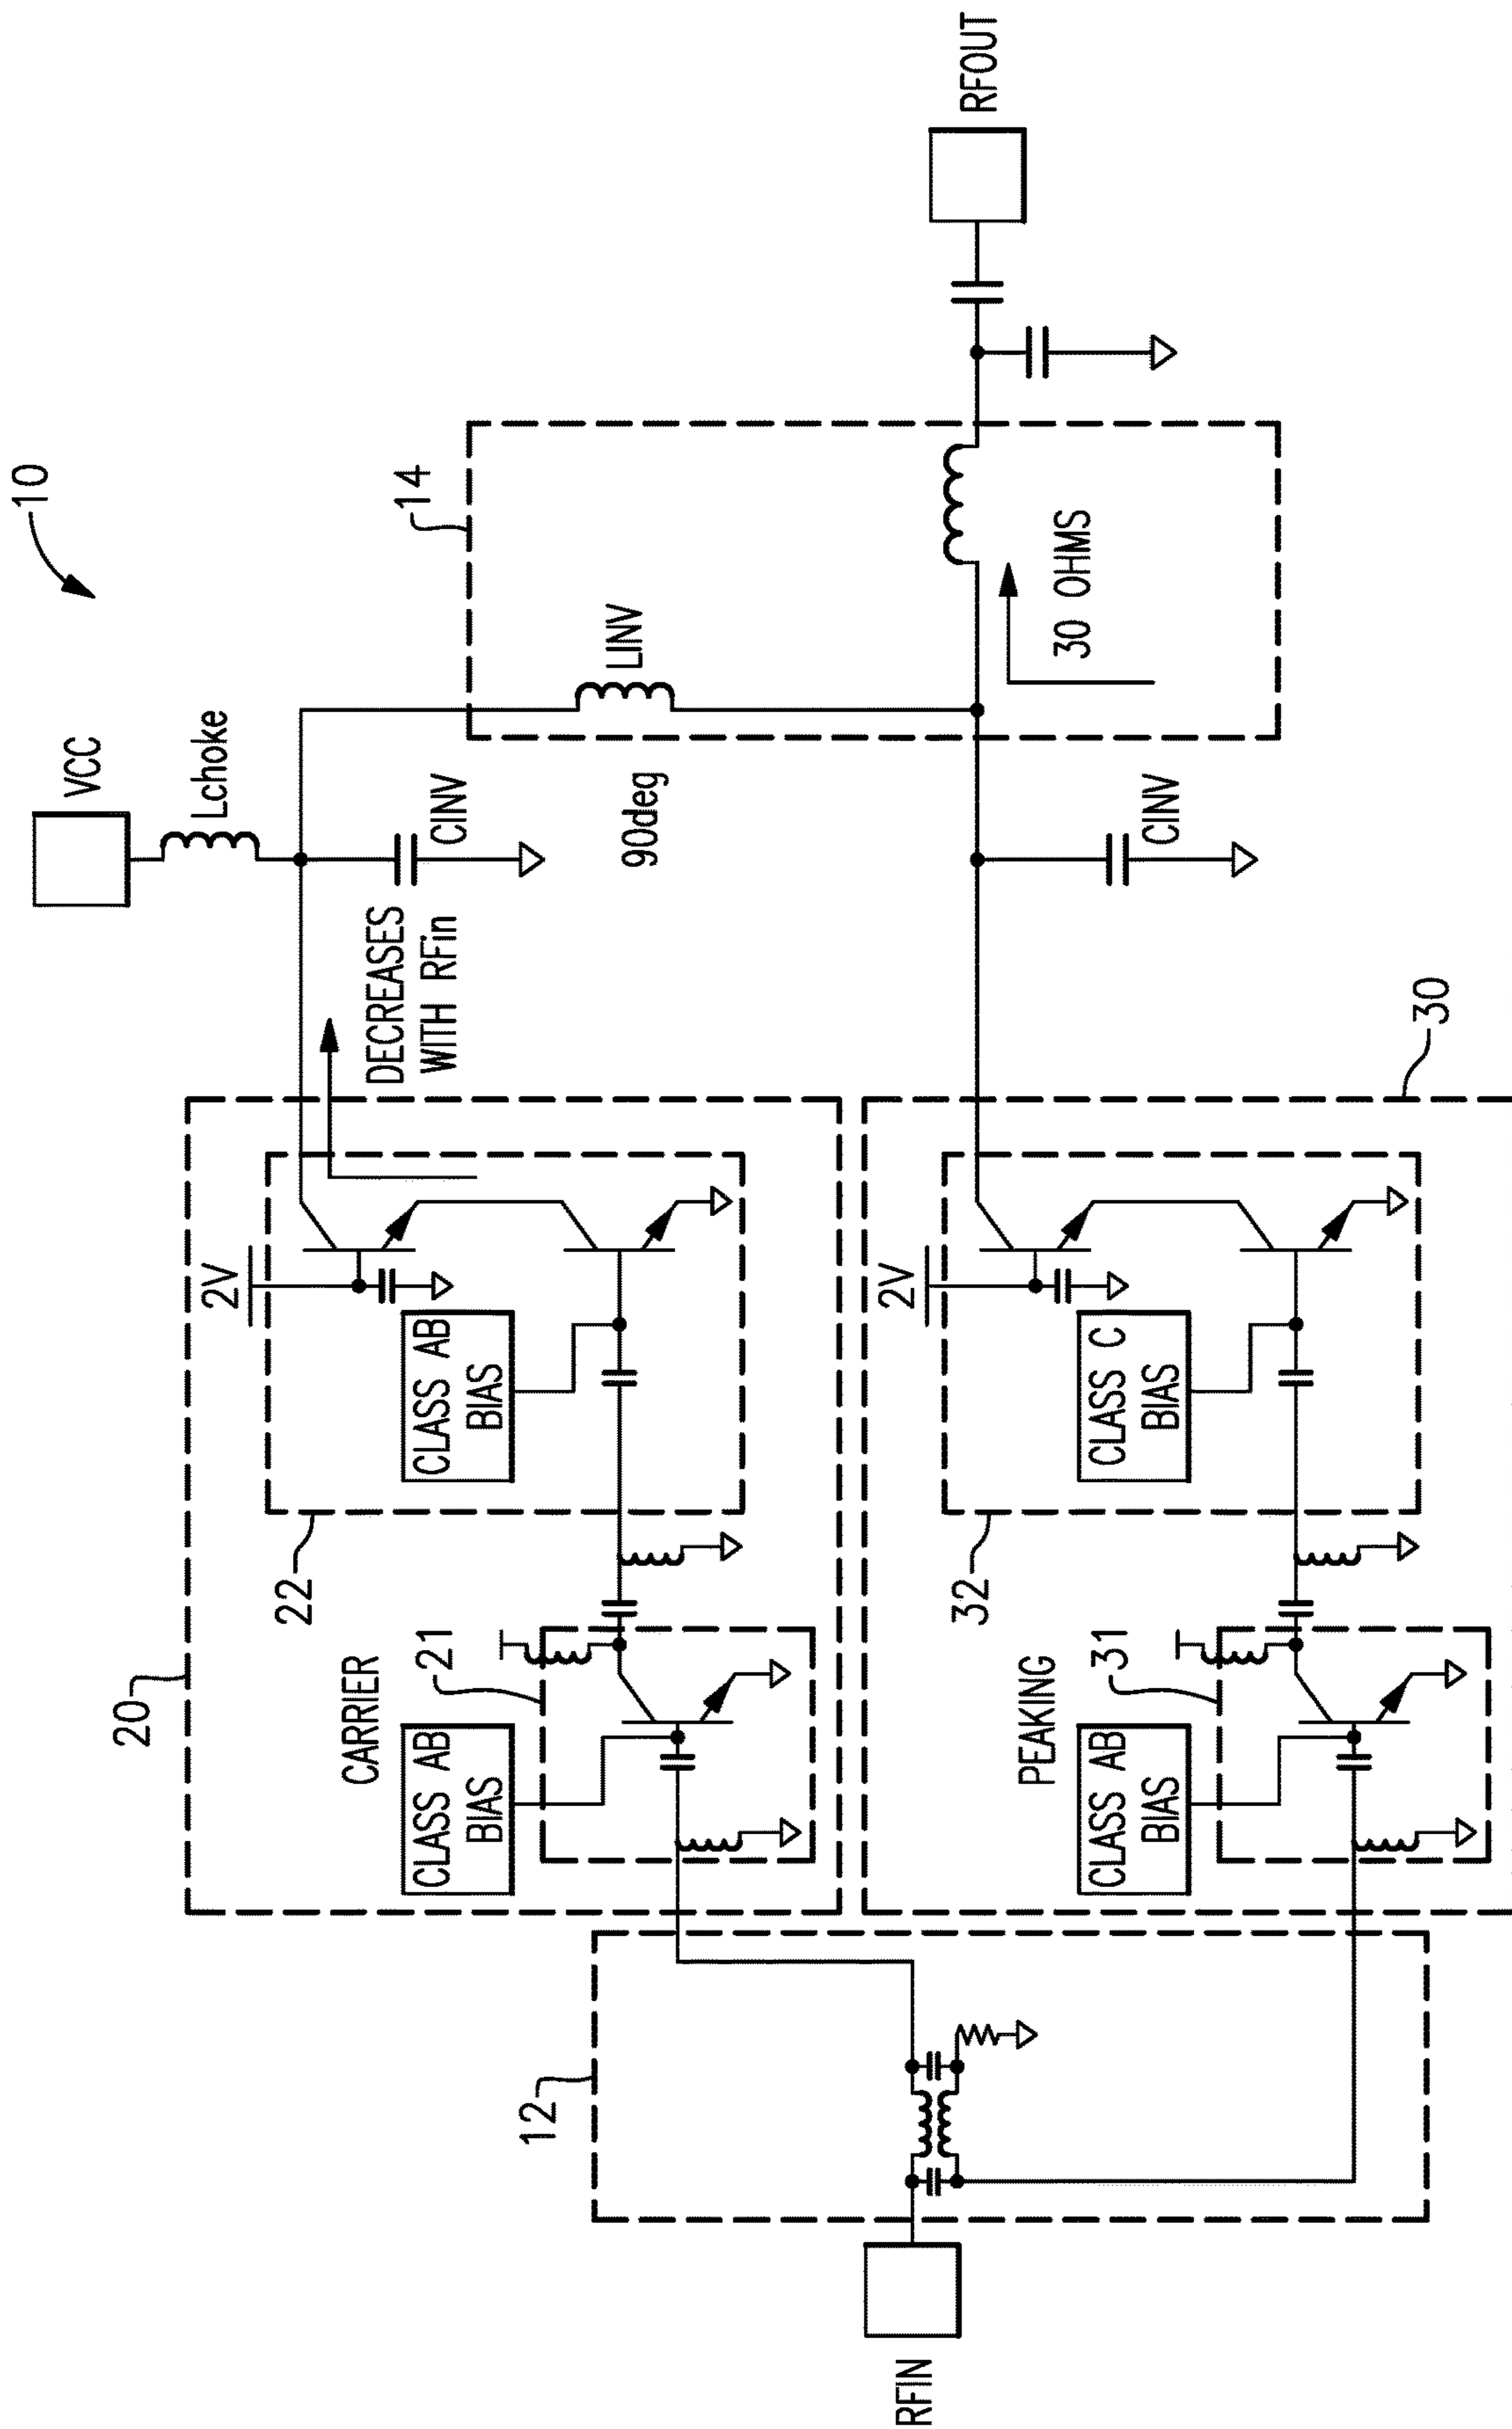 10
VCC
Lchoke
14
LINV
CINV
90deg
DECREASES
WITH RFin
30 OHMS
RFOUT
CINV
20
22
2V
CLASS AB
BIAS
CARRIER
21
CLASS AB
BIAS
30
32
2V
CLASS C
BIAS
PEAKING
31
CLASS AB
BIAS
12
RFIN